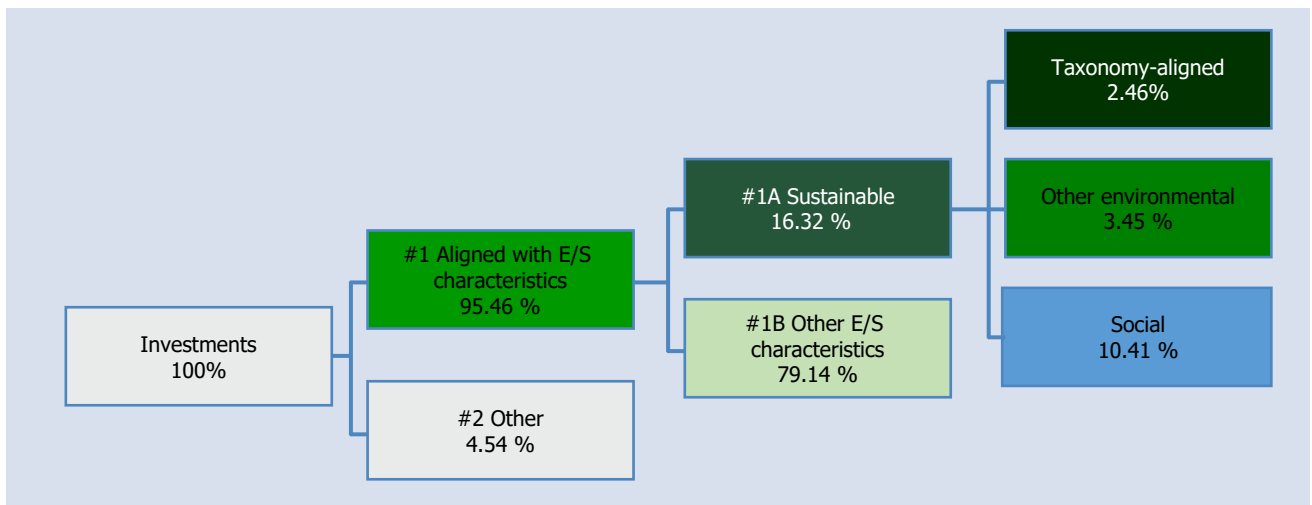 Investments
100%
#1 Aligned with E/S
characteristics
95.46 %
#2 Other
4.54 %
#1A Sustainable
16.32 %
#1B Other E/S
characteristics
79.14 %
Taxonomy-aligned
2.46%
Other environmental
3.45 %
Social
10.41 %